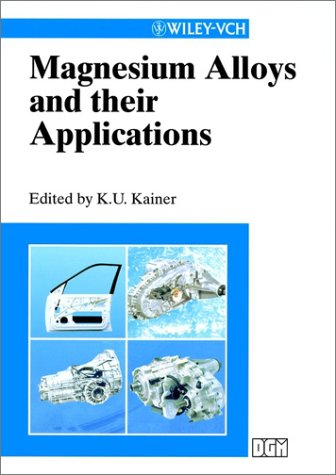 WILEY-VCH
Magnesium Alloys
and their
Applications
Edited by K.U. Kainer
DGM